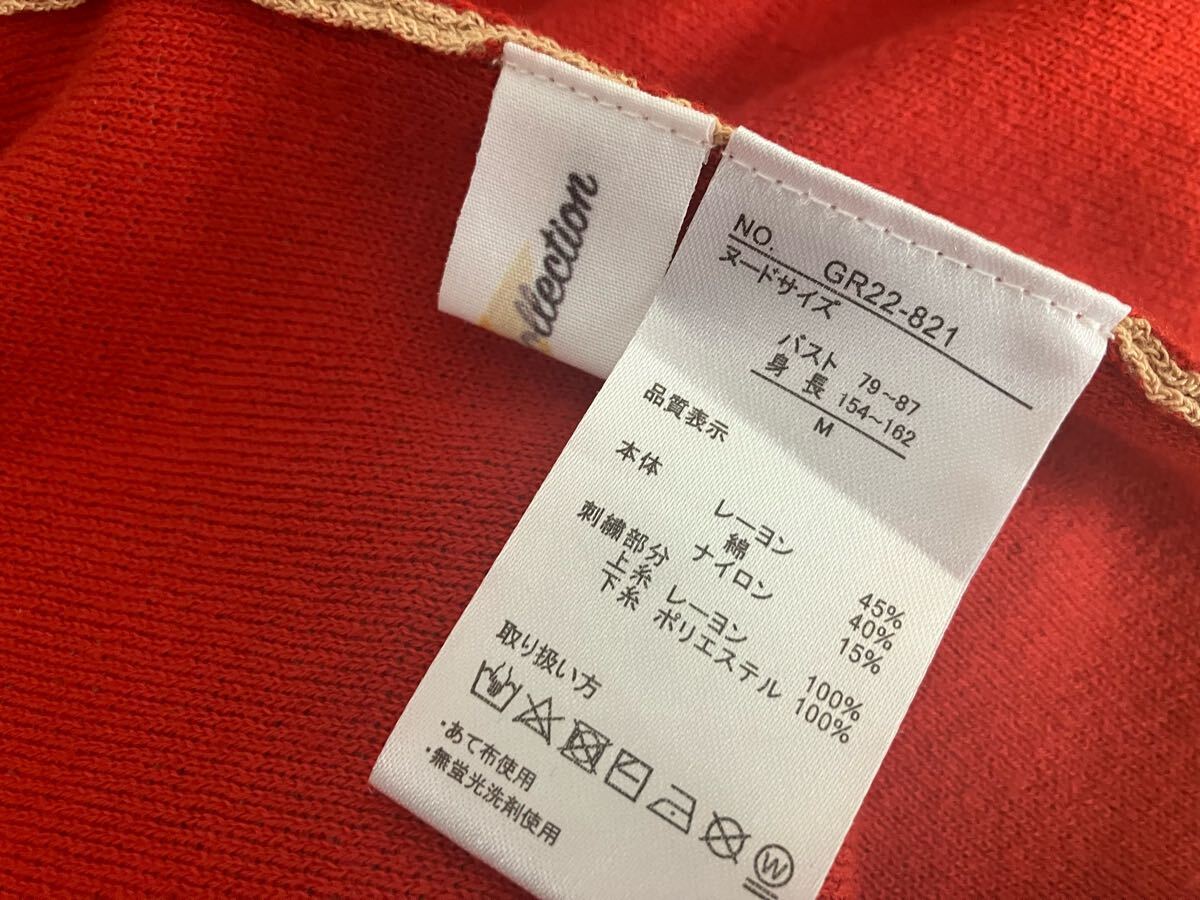 ollection
NO. GR22-821
ヌードサイズ
バスト 79~87
身長 154~162
M
品質表示
本体
レーヨン 45%
綿 40%
ナイロン 15%
刺繍部分
上糸 レーヨン 100%
下糸 ポリエステル 100%
取り扱い方
W
・あて布使用
・無蛍光洗剤使用